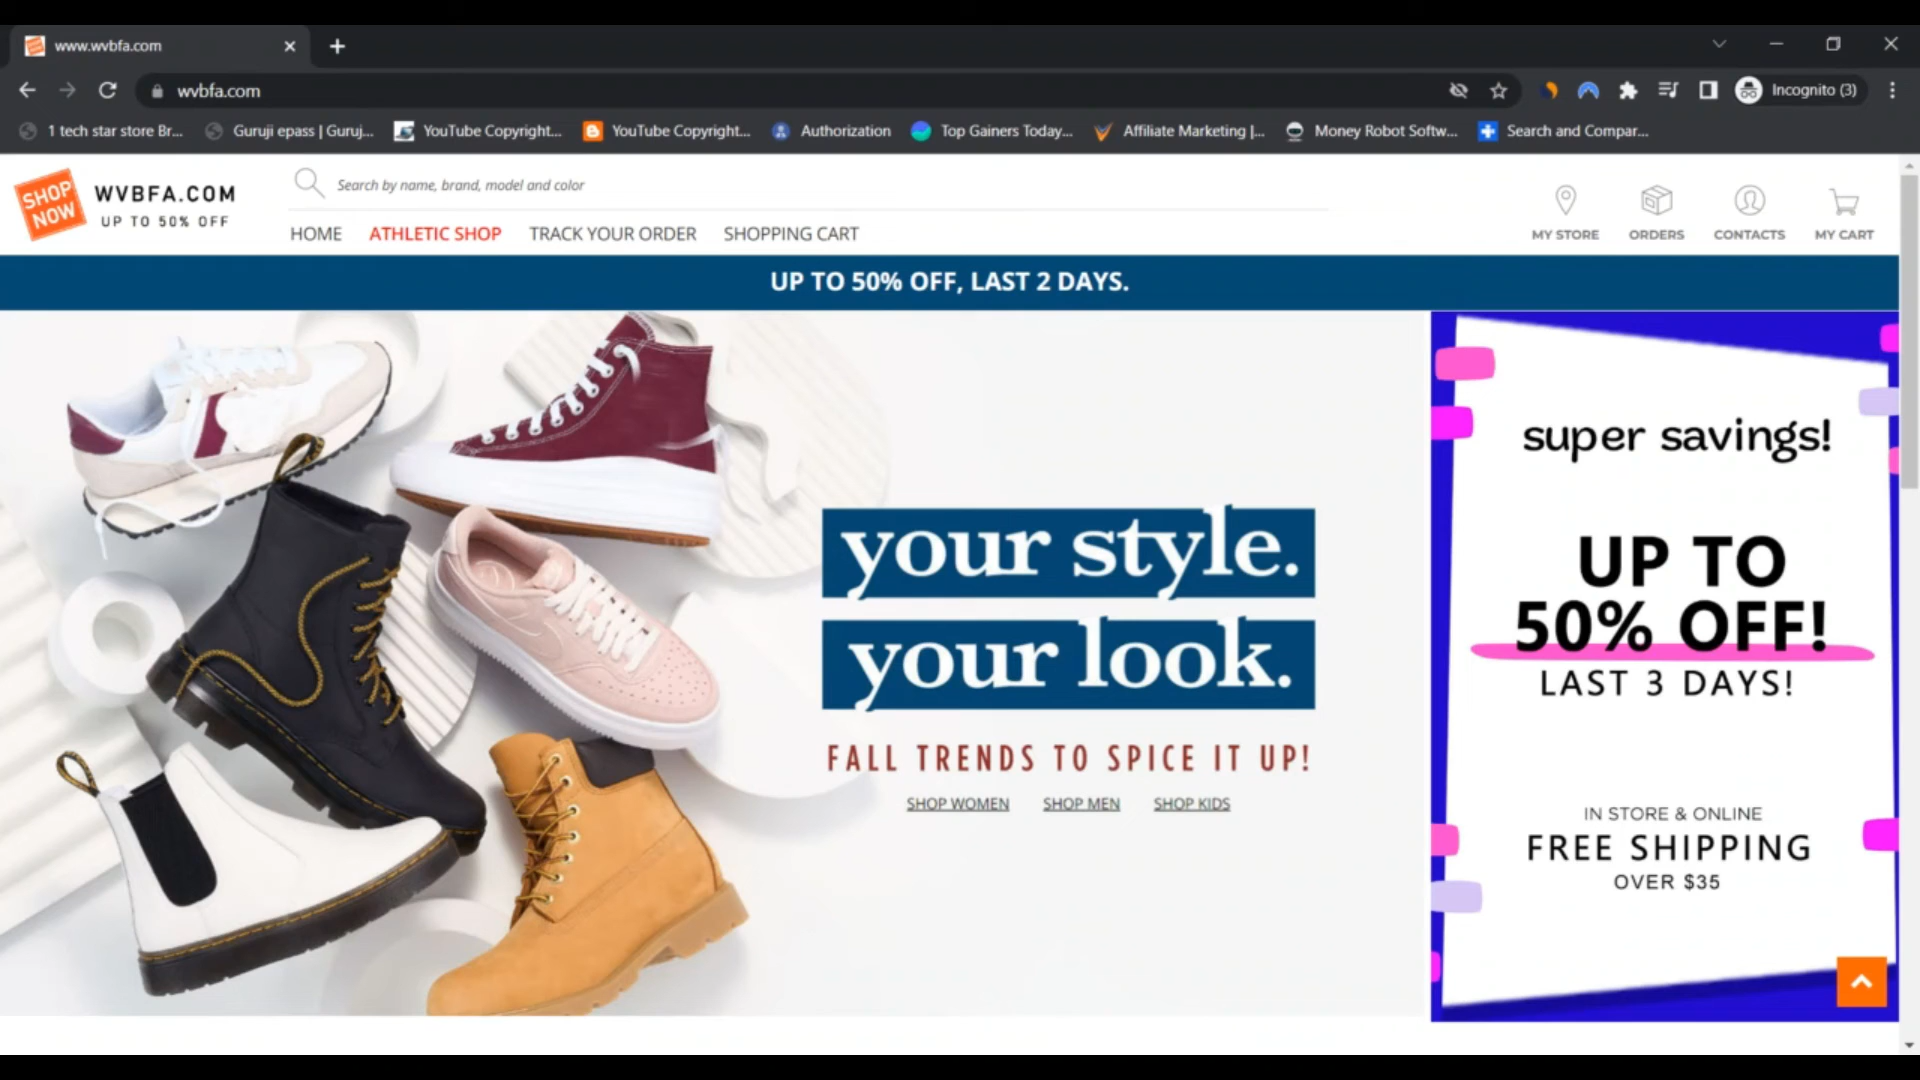 www.wvbfa.com
wvbfa.com
Incognito (3)
1 tech star store Br...
Guruji epass | Guruj...
YouTube Copyright...
YouTube Copyright...
Authorization
Top Gainers Today...
Affiliate Marketing |...
Money Robot Softw...
Search and Compar...
SHOP
NOW
WVBFA.COM
UP TO 50% OFF
Search by name, brand, model and color
HOME
ATHLETIC SHOP
TRACK YOUR ORDER
SHOPPING CART
MY STORE
ORDERS
CONTACTS
MY CART
UP TO 50% OFF, LAST 2 DAYS.
your style.
your look.
FALL TRENDS TO SPICE IT UP!
SHOP WOMEN
SHOP MEN
SHOP KIDS
super savings!
UP TO
50% OFF!
LAST 3 DAYS!
IN STORE & ONLINE
FREE SHIPPING
OVER $35